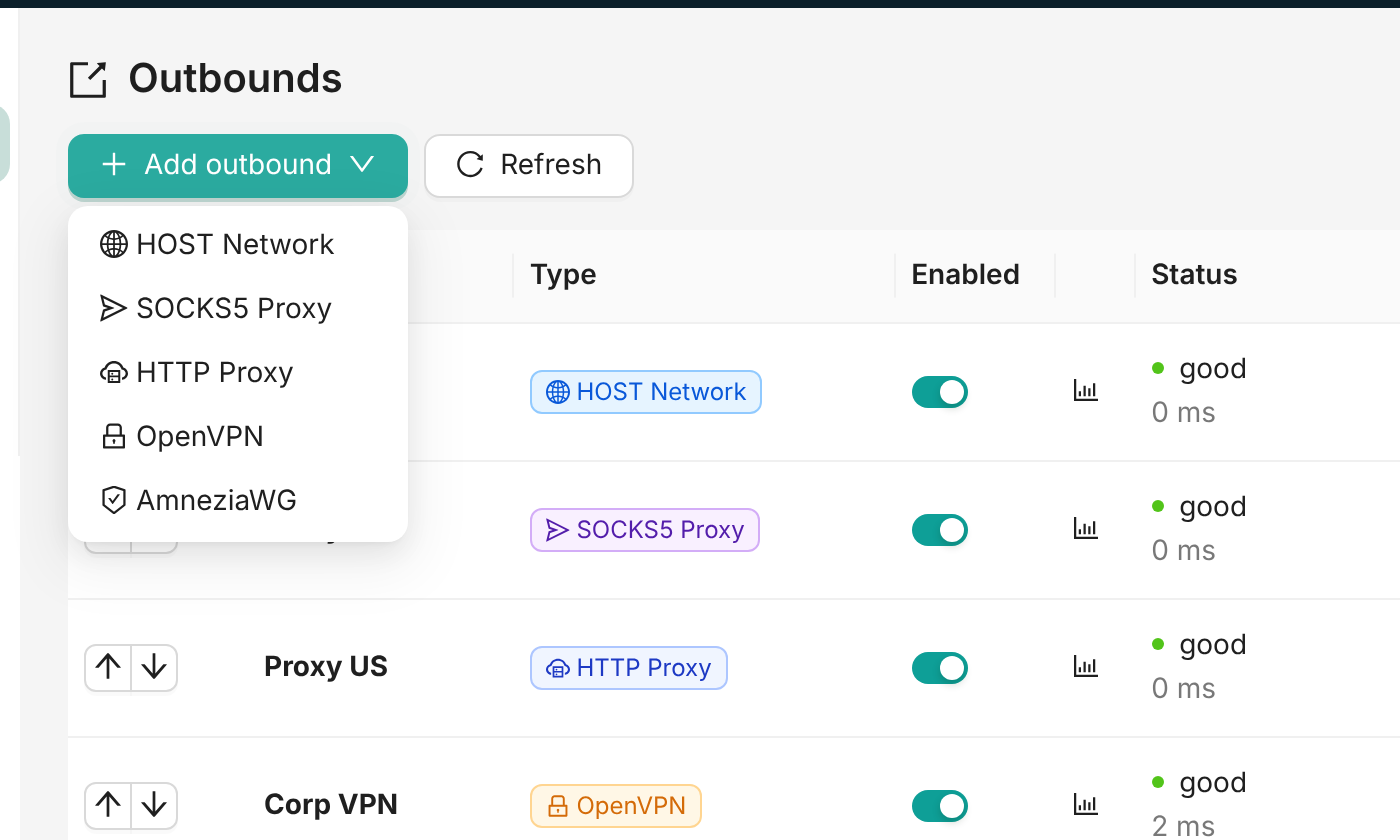 Outbounds
Add outbound
Refresh
HOST Network
SOCKS5 Proxy
HTTP Proxy
OpenVPN
AmneziaWG
Type
Enabled
Status
HOST Network
good
0 ms
SOCKS5 Proxy
good
0 ms
Proxy US
HTTP Proxy
good
0 ms
Corp VPN
OpenVPN
good
2 ms